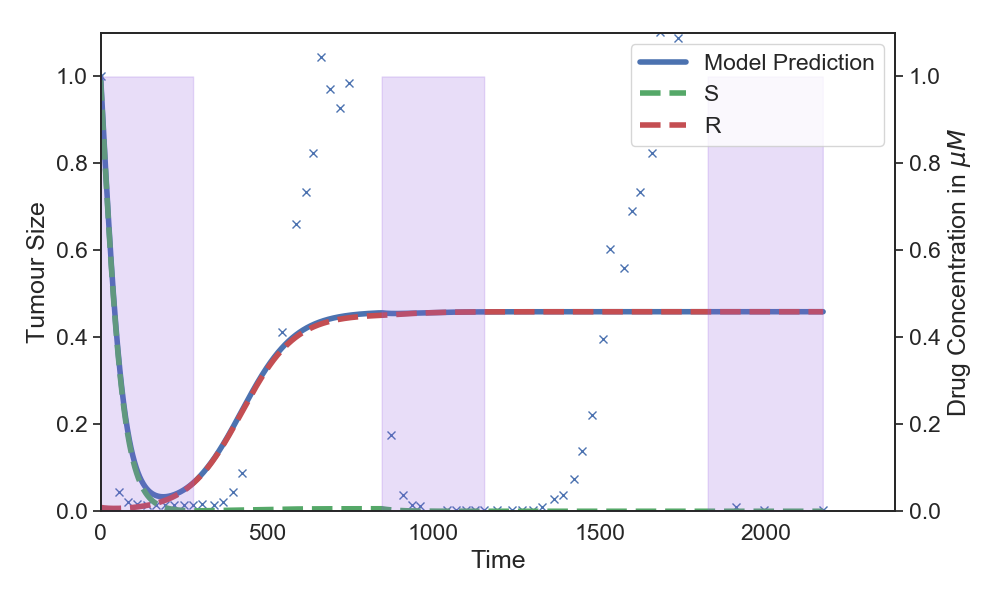 Tumour Size
1.0
0.8
0.6
0.4
0.2
0.0
Model Prediction
S
R
1.0
0.8
0.6
0.4
0.2
0.0
Drug Concentration in μM
0
500
1000
1500
2000
Time